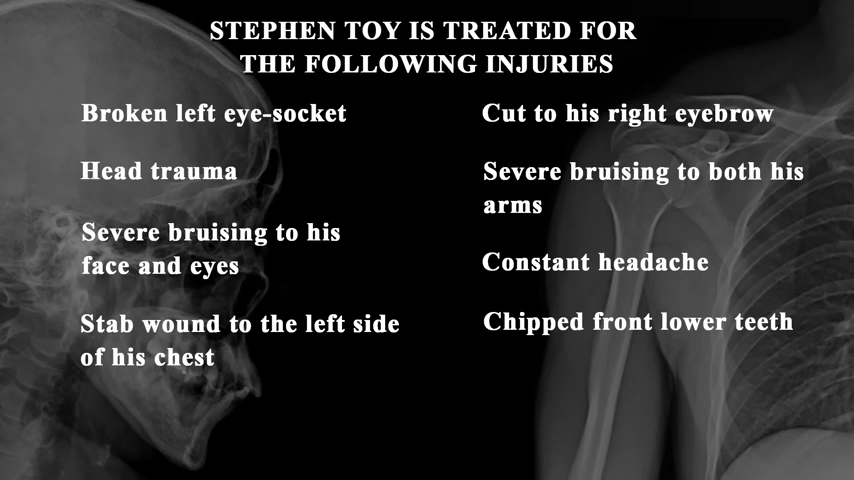 STEPHEN TOY IS TREATED FOR
THE FOLLOWING INJURIES
Broken left eye-socket
Head trauma
Severe bruising to his
face and eyes
Stab wound to the left side
of his chest
Cut to his right eyebrow
Severe bruising to both his
arms
Constant headache
Chipped front lower teeth